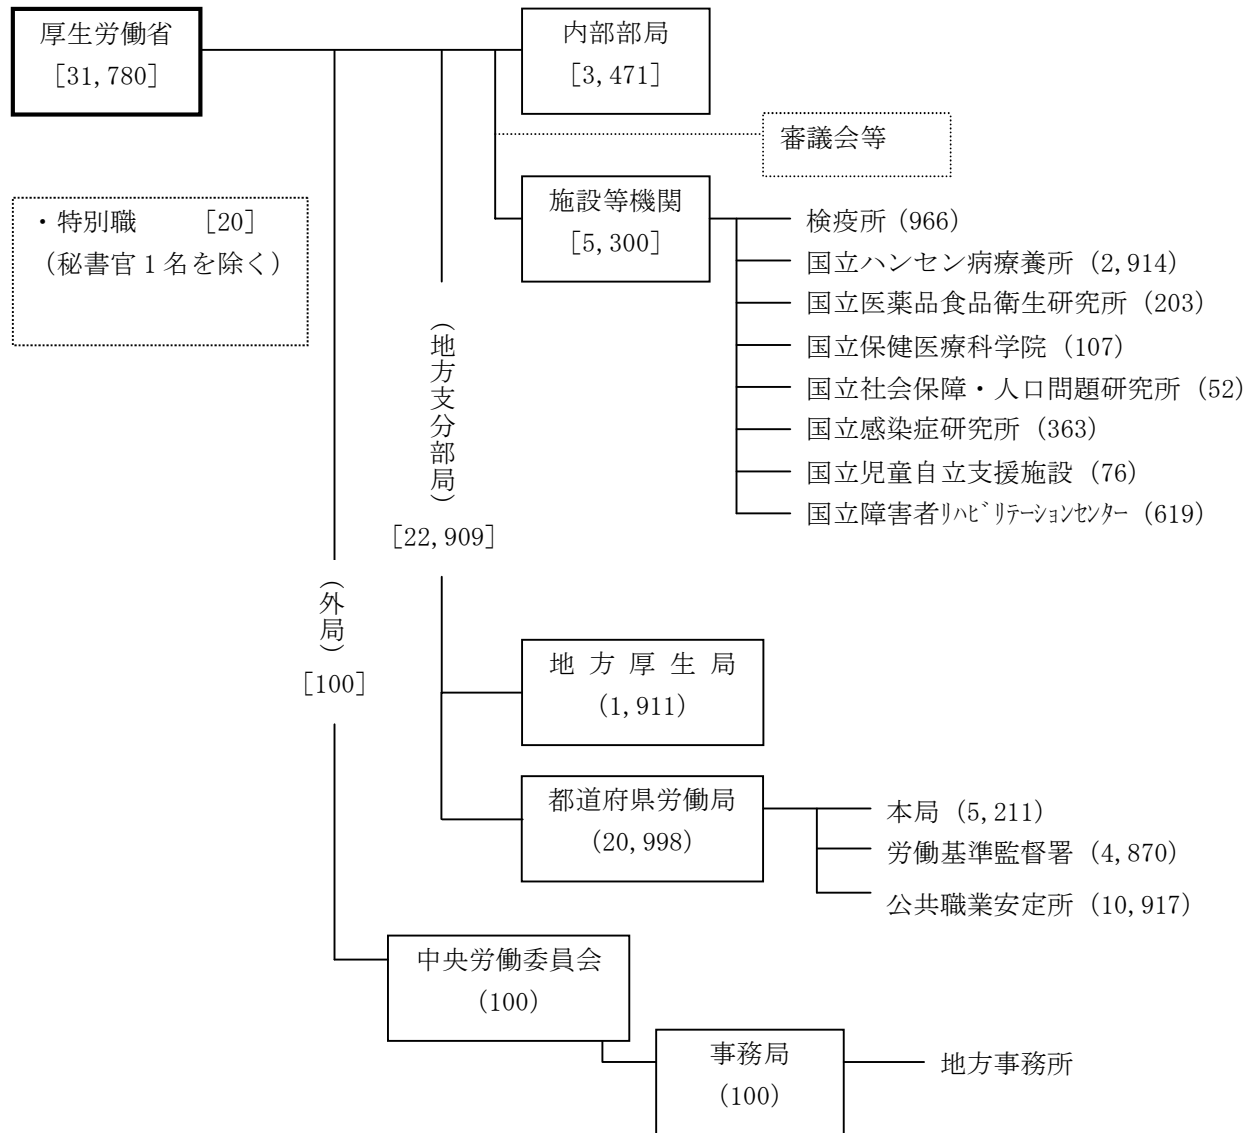 厚生労働省
[31,780]
内部部局
[3,471]
審議会等
・特別職 [20]
(秘書官1名を除く)
施設等機関
[5,300]
検疫所 (966)
国立ハンセン病療養所 (2,914)
国立医薬品食品衛生研究所 (203)
国立保健医療科学院 (107)
国立社会保障・人口問題研究所 (52)
国立感染症研究所 (363)
国立児童自立支援施設 (76)
国立障害者ﾘﾊﾋﾞﾘﾃｰｼｮﾝｾﾝﾀｰ (619)
(地方支分部局)
[22,909]
(外局)
[100]
地方厚生局
(1,911)
都道府県労働局
(20,998)
本局 (5,211)
労働基準監督署 (4,870)
公共職業安定所 (10,917)
中央労働委員会
(100)
事務局
(100)
地方事務所